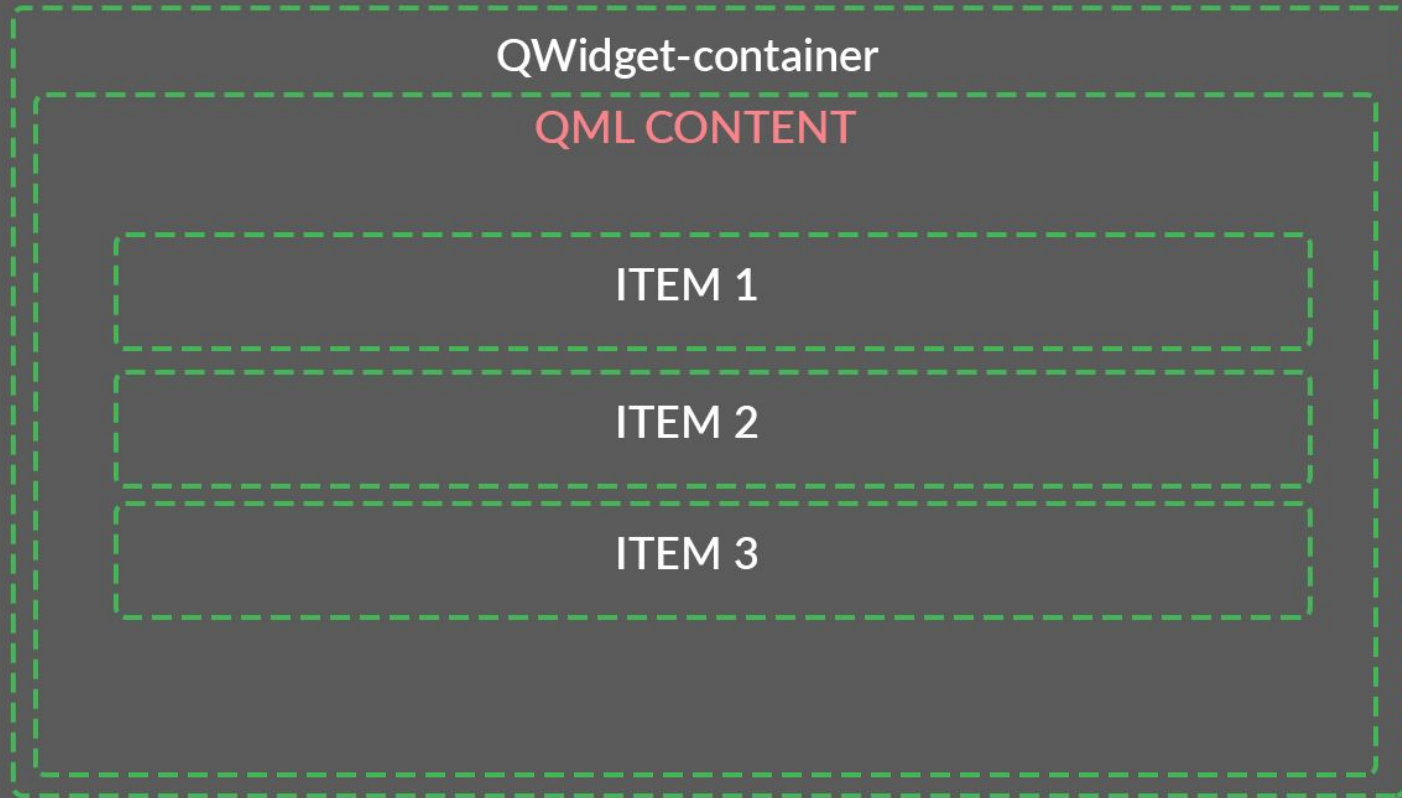 QWidget-container
QML CONTENT
ITEM 1
ITEM 2
ITEM 3